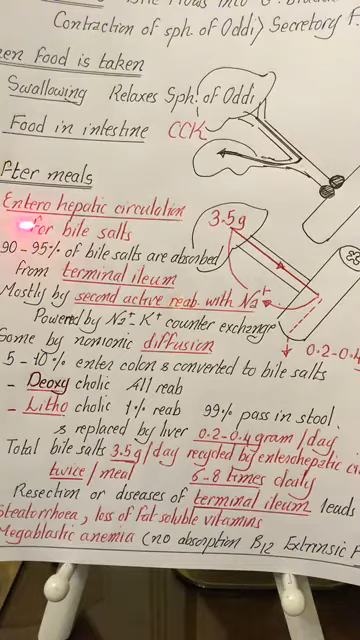 Bile Flows into G. Bladder
Contraction of sph. of Oddi > Secretory
Food is taken
Swallowing Relaxes Sph. of Oddi
Food in intestine CCK
fter meals
Entero hepatic circulation
for bile salts
3.5g
90-95% of bile salts are absorbed
from terminal ileum
Mostly by second active reab. with Na+
Powered by Na+-K+ counter exchange
Some by nonionic diffusion
0.2-0.4
5-10% enter colon & converted to bile salts
- Deoxy cholic All reab
- Litho cholic 1% reab 99% pass in stool
& replaced by liver 0.2-0.4 gram/day
Total bile salts 3.5g/day recycled by enterohepatic
twice/meal 6-8 times daily
Resection or diseases of terminal ileum leads
Steatorrhoea, loss of fat soluble vitamins
Megablastic anemia (no absorption B12 Extrinsic